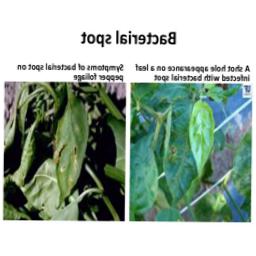 Bacterial spot
A shot hole appearance on a leaf
infected with bacterial spot
Symptoms of bacterial spot on
pepper foliage